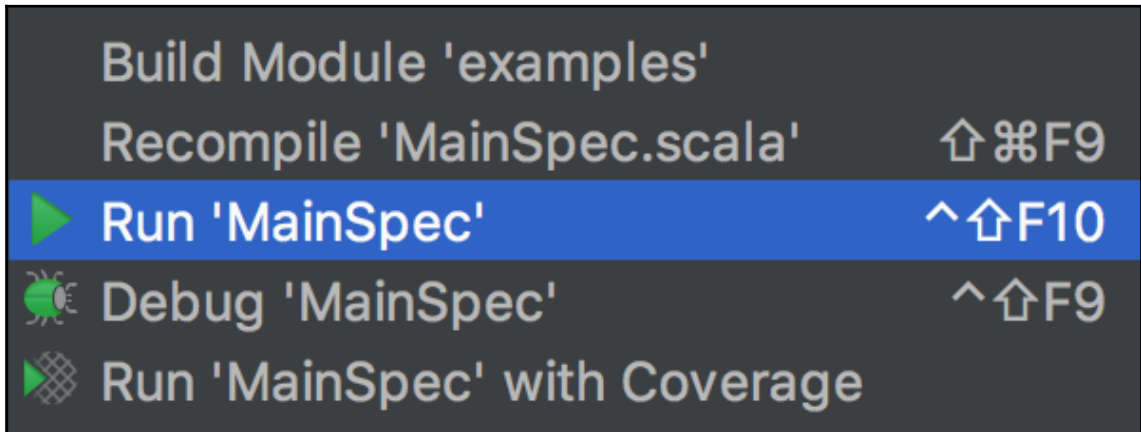 Build Module 'examples'
Recompile 'MainSpec.scala' ⇧⌘F9
Run 'MainSpec' ^⇧F10
Debug 'MainSpec' ^⇧F9
Run 'MainSpec' with Coverage